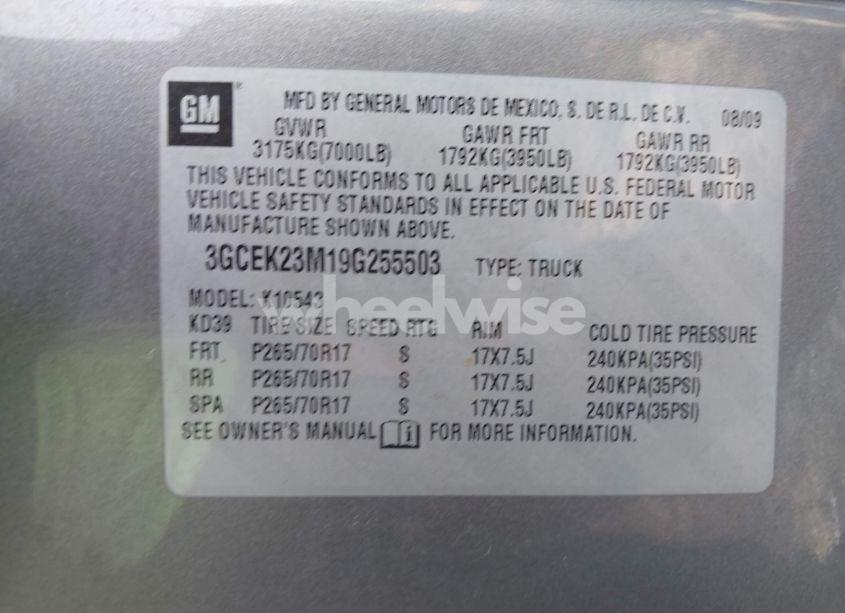 GM
MFD BY GENERAL MOTORS DE MEXICO, S. DE R.L. DE C.V. 08/09
GVWR GAWR FRT GAWR RR
3175KG(7000LB) 1792KG(3950LB) 1792KG(3950LB)
THIS VEHICLE CONFORMS TO ALL APPLICABLE U.S. FEDERAL MOTOR
VEHICLE SAFETY STANDARDS IN EFFECT ON THE DATE OF
MANUFACTURE SHOWN ABOVE.
3GCEK23M19G255503 TYPE: TRUCK
MODEL: K10543
wheelwise
KD39 TIRE SIZE SPEED RTG RIM COLD TIRE PRESSURE
FRT P265/70R17 S 17X7.5J 240KPA(35PSI)
RR P265/70R17 S 17X7.5J 240KPA(35PSI)
SPA P265/70R17 S 17X7.5J 240KPA(35PSI)
SEE OWNER'S MANUAL FOR MORE INFORMATION.